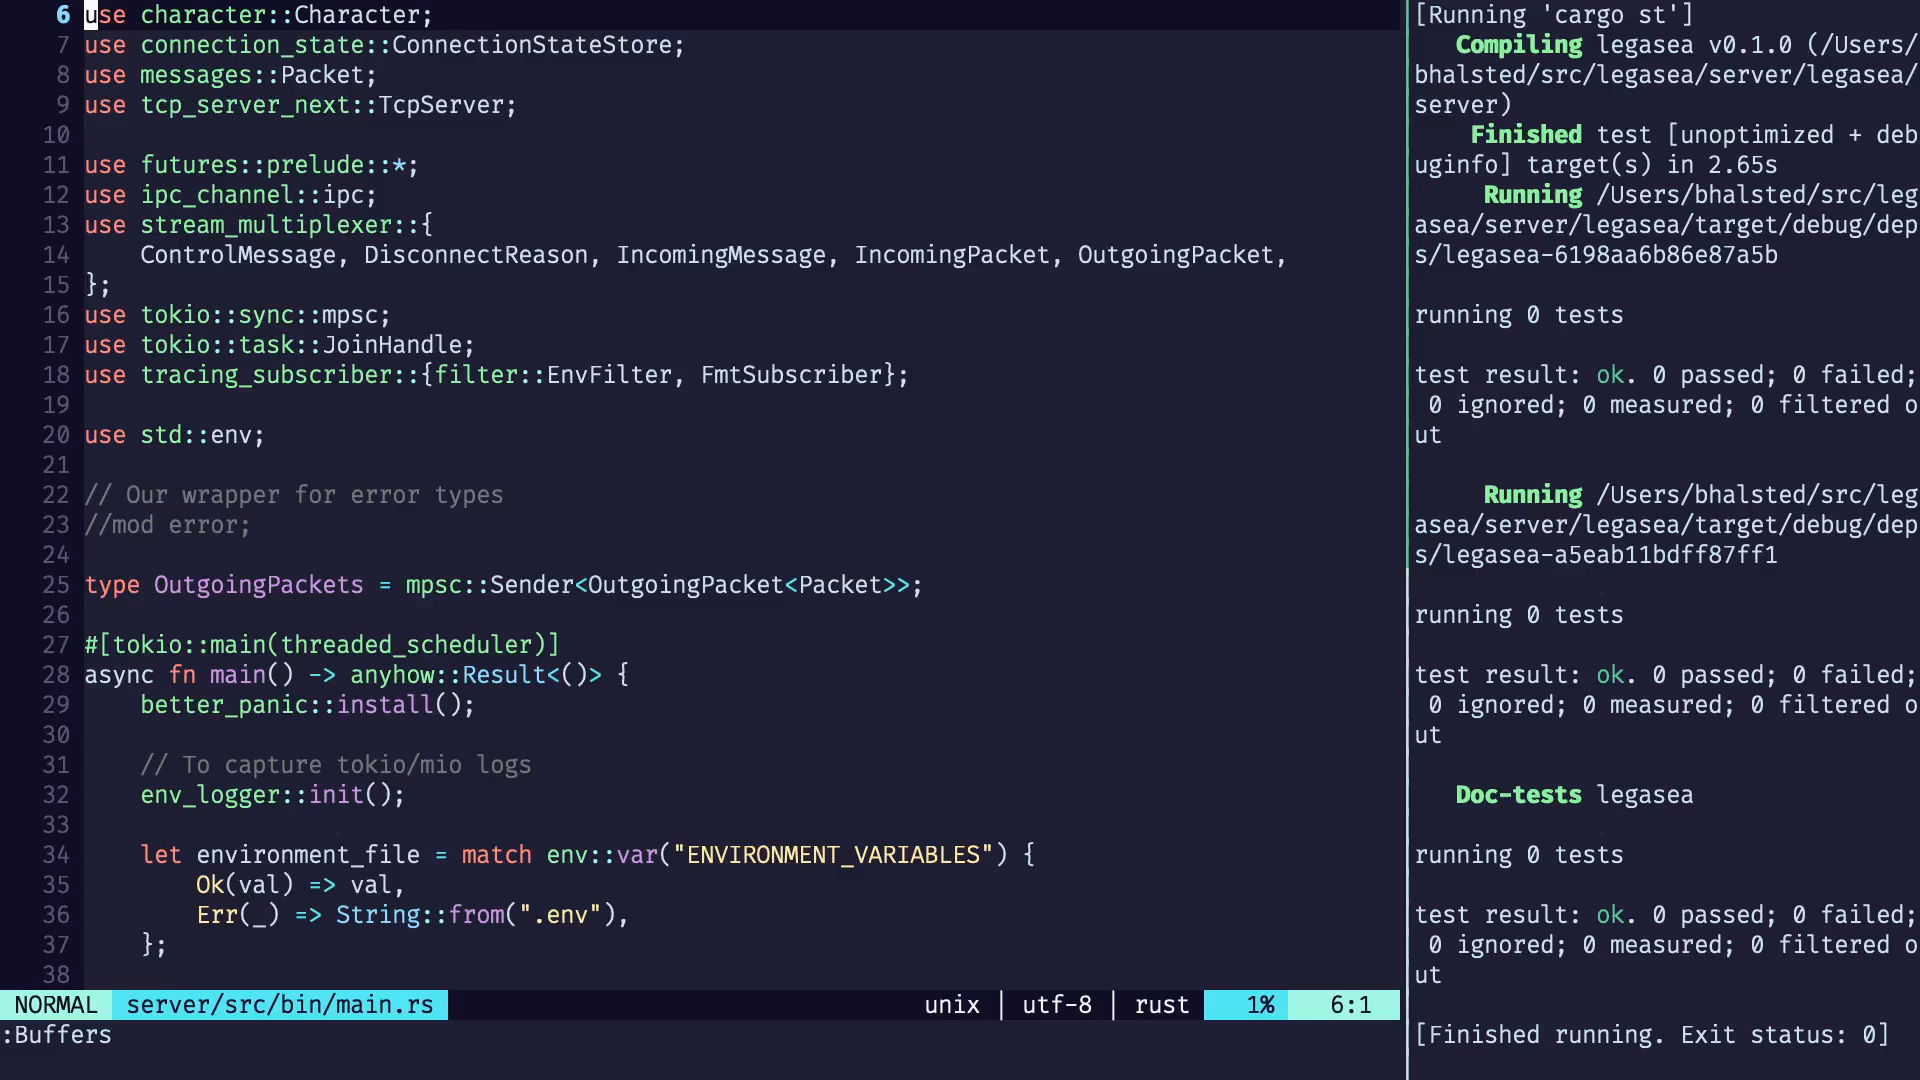 6 use character::Character;
7 use connection_state::ConnectionStateStore;
8 use messages::Packet;
9 use tcp_server_next::TcpServer;
10
11 use futures::prelude::*;
12 use ipc_channel::ipc;
13 use stream_multiplexer::{
14     ControlMessage, DisconnectReason, IncomingMessage, IncomingPacket, OutgoingPacket,
15 };
16 use tokio::sync::mpsc;
17 use tokio::task::JoinHandle;
18 use tracing_subscriber::{filter::EnvFilter, FmtSubscriber};
19
20 use std::env;
21
22 // Our wrapper for error types
23 //mod error;
24
25 type OutgoingPackets = mpsc::Sender<OutgoingPacket<Packet>>;
26
27 #[tokio::main(threaded_scheduler)]
28 async fn main() -> anyhow::Result<()> {
29     better_panic::install();
30
31     // To capture tokio/mio logs
32     env_logger::init();
33
34     let environment_file = match env::var("ENVIRONMENT_VARIABLES") {
35         Ok(val) => val,
36         Err(_) => String::from(".env"),
37     };
38
NORMAL server/src/bin/main.rs unix | utf-8 | rust 1% 6:1
:Buffers
[Running 'cargo st']
   Compiling legasea v0.1.0 (/Users/
bhalsted/src/legasea/server/legasea/
server)
    Finished test [unoptimized + deb
uginfo] target(s) in 2.65s
     Running /Users/bhalsted/src/leg
asea/server/legasea/target/debug/dep
s/legasea-6198aa6b86e87a5b

running 0 tests

test result: ok. 0 passed; 0 failed;
 0 ignored; 0 measured; 0 filtered o
ut

     Running /Users/bhalsted/src/leg
asea/server/legasea/target/debug/dep
s/legasea-a5eab11bdff87ff1

running 0 tests

test result: ok. 0 passed; 0 failed;
 0 ignored; 0 measured; 0 filtered o
ut

   Doc-tests legasea

running 0 tests

test result: ok. 0 passed; 0 failed;
 0 ignored; 0 measured; 0 filtered o
ut

[Finished running. Exit status: 0]